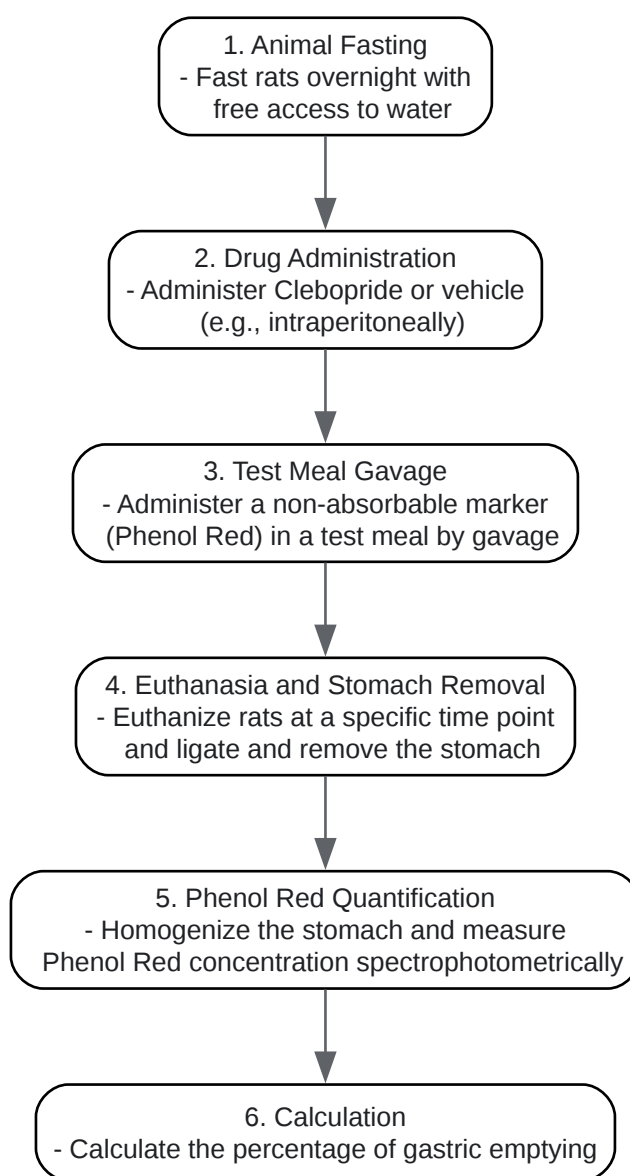 1. Animal Fasting
- Fast rats overnight with
free access to water
2. Drug Administration
- Administer Clebopride or vehicle
(e.g., intraperitoneally)
3. Test Meal Gavage
- Administer a non-absorbable marker
(Phenol Red) in a test meal by gavage
4. Euthanasia and Stomach Removal
- Euthanize rats at a specific time point
and ligate and remove the stomach
5. Phenol Red Quantification
- Homogenize the stomach and measure
Phenol Red concentration spectrophotometrically
6. Calculation
- Calculate the percentage of gastric emptying